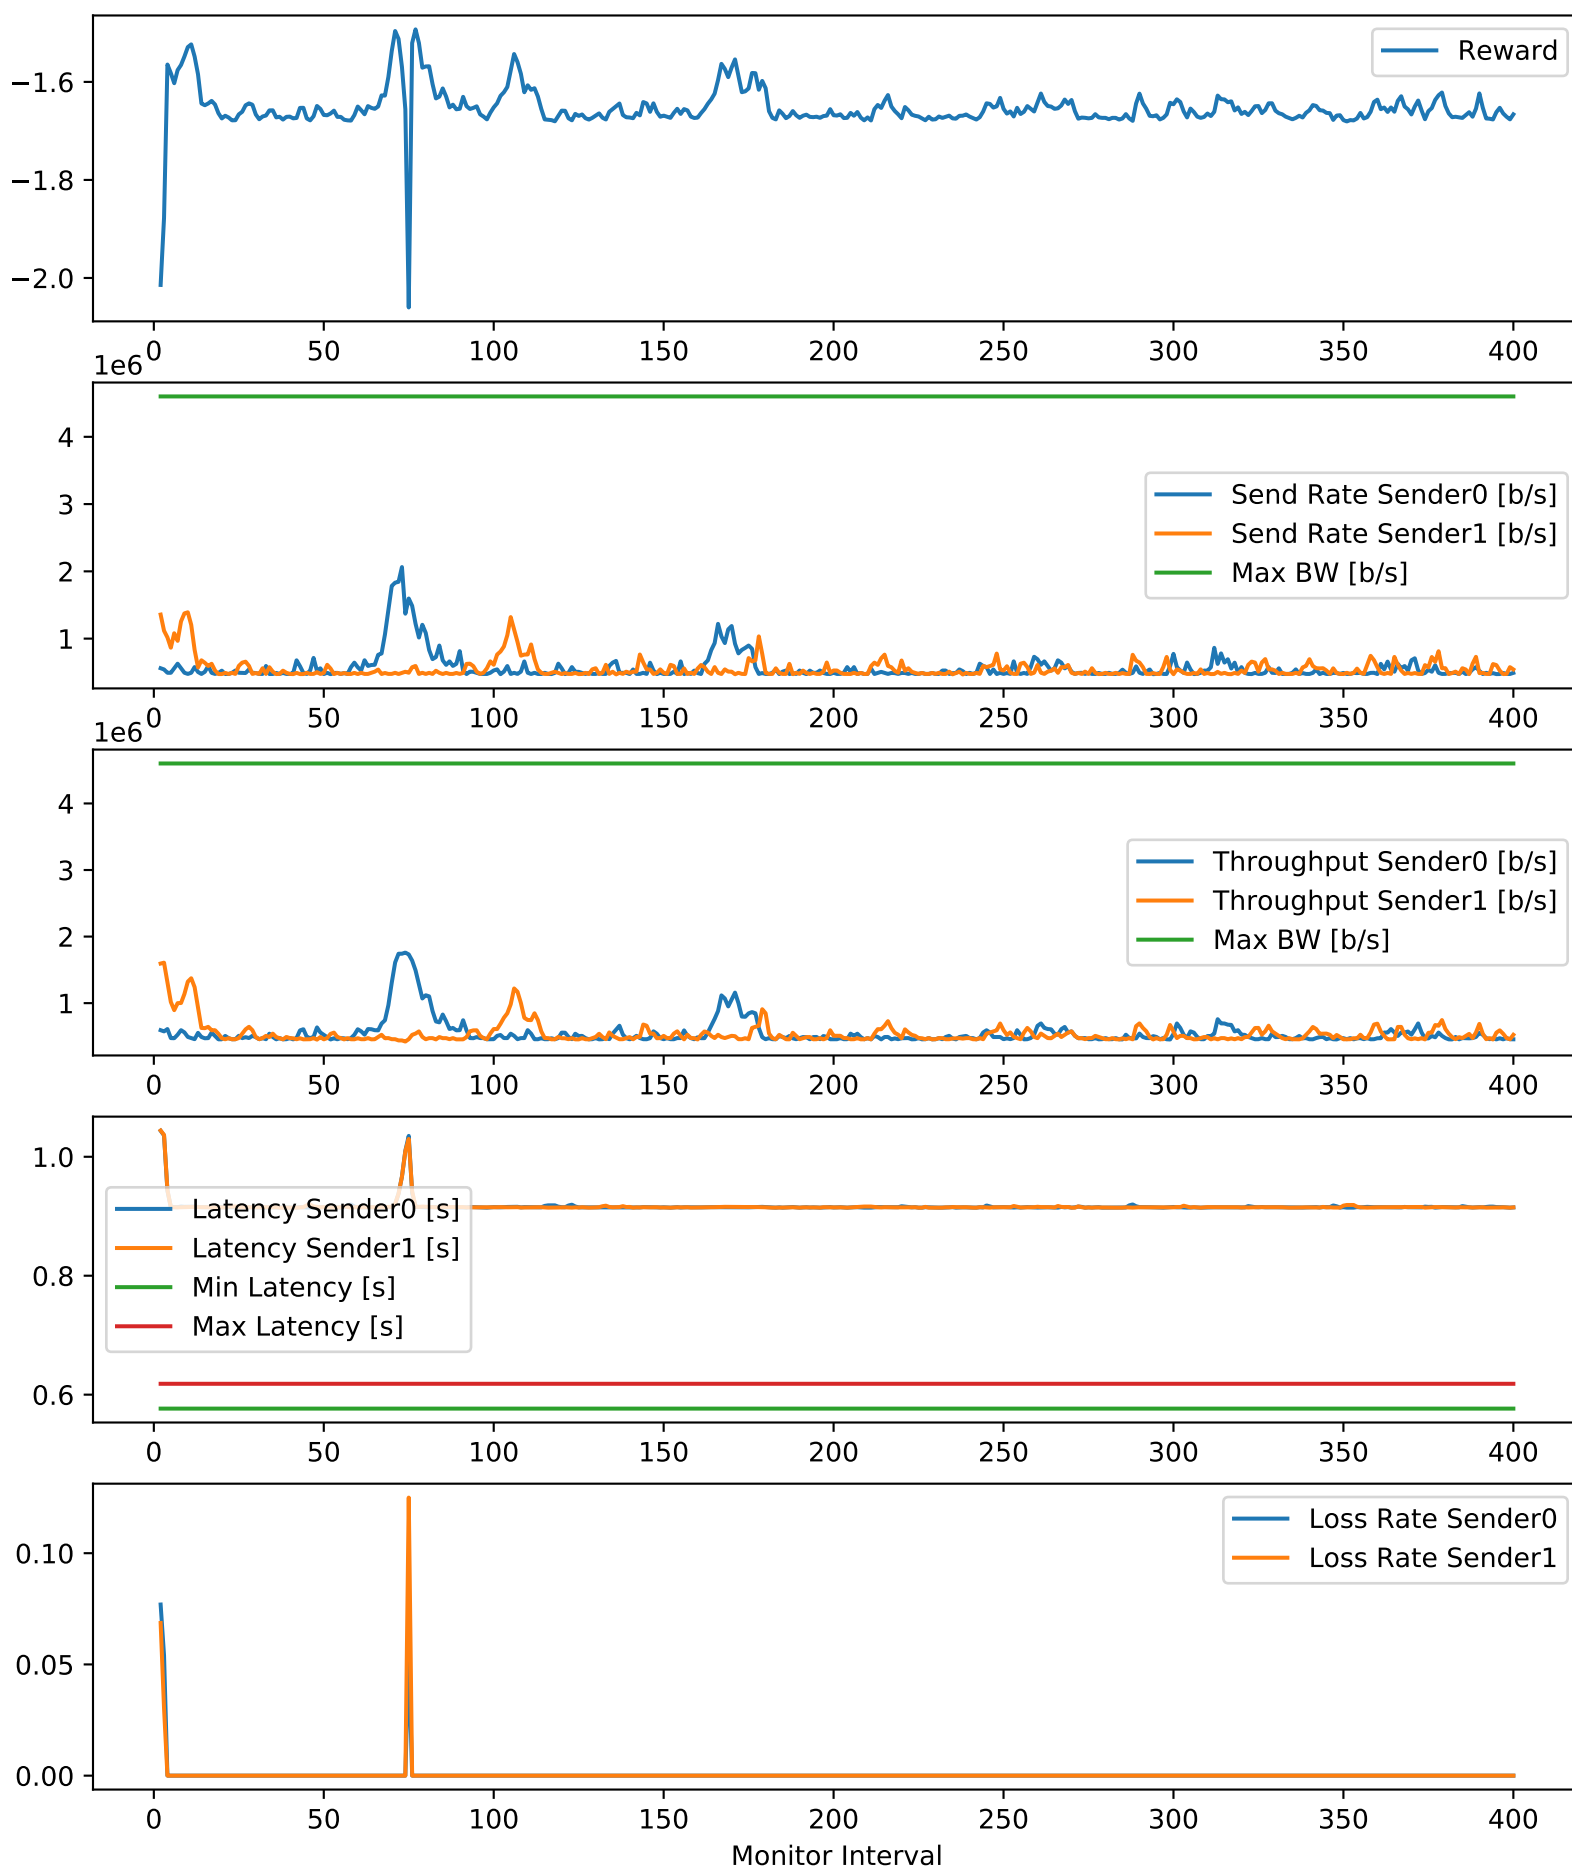 Reward
−1.6
−1.8
−2.0
0 50 100 150 200 250 300 350 400
1e6
Send Rate Sender0 [b/s]
Send Rate Sender1 [b/s]
Max BW [b/s]
4
3
2
1
0 50 100 150 200 250 300 350 400
1e6
Throughput Sender0 [b/s]
Throughput Sender1 [b/s]
Max BW [b/s]
4
3
2
1
0 50 100 150 200 250 300 350 400
Latency Sender0 [s]
Latency Sender1 [s]
Min Latency [s]
Max Latency [s]
1.0
0.8
0.6
0 50 100 150 200 250 300 350 400
Loss Rate Sender0
Loss Rate Sender1
0.10
0.05
0.00
0 50 100 150 200 250 300 350 400
Monitor Interval